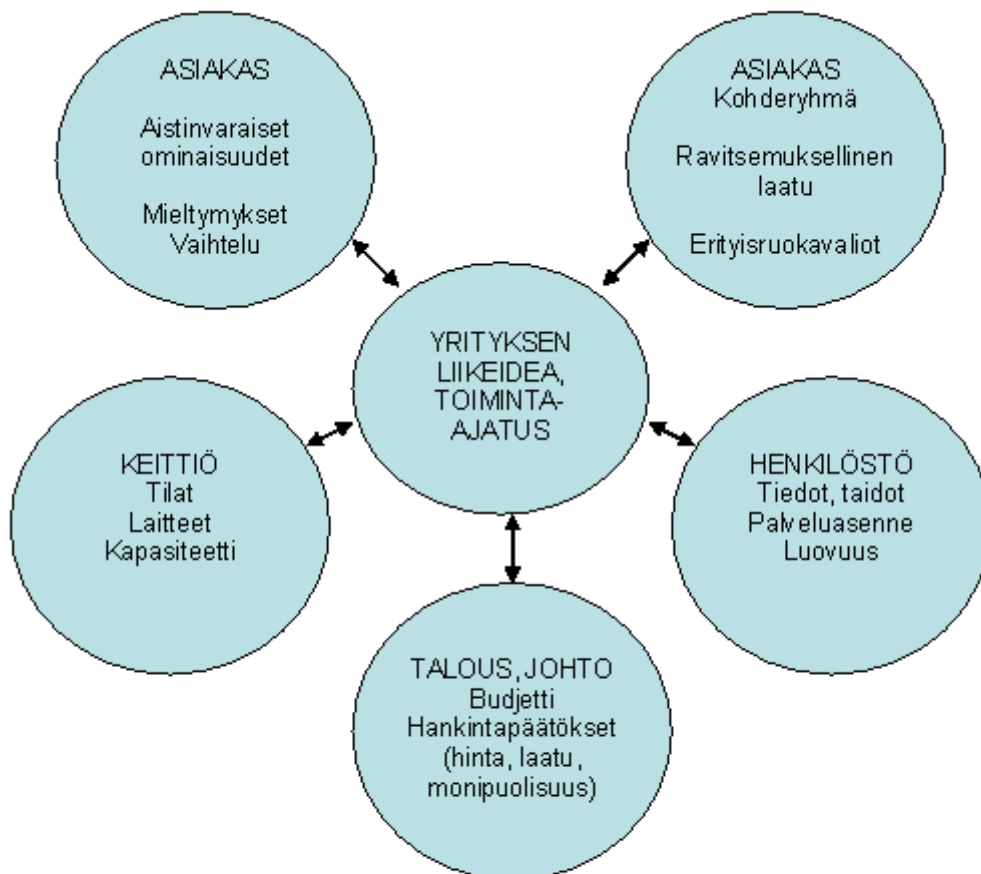 ASIAKAS
Aistinvaraiset
ominaisuudet
Mieltymykset
Vaihtelu
ASIAKAS
Kohderyhmä
Ravitsemuksellinen
laatu
Erityisruokavaliot
YRITYKSEN
LIIKEIDEA,
TOIMINTA-
AJATUS
KEITTIÖ
Tilat
Laitteet
Kapasiteetti
HENKILÖSTÖ
Tiedot, taidot
Palveluasenne
Luovuus
TALOUS, JOHTO
Budjetti
Hankintapäätökset
(hinta, laatu,
monipuolisuus)